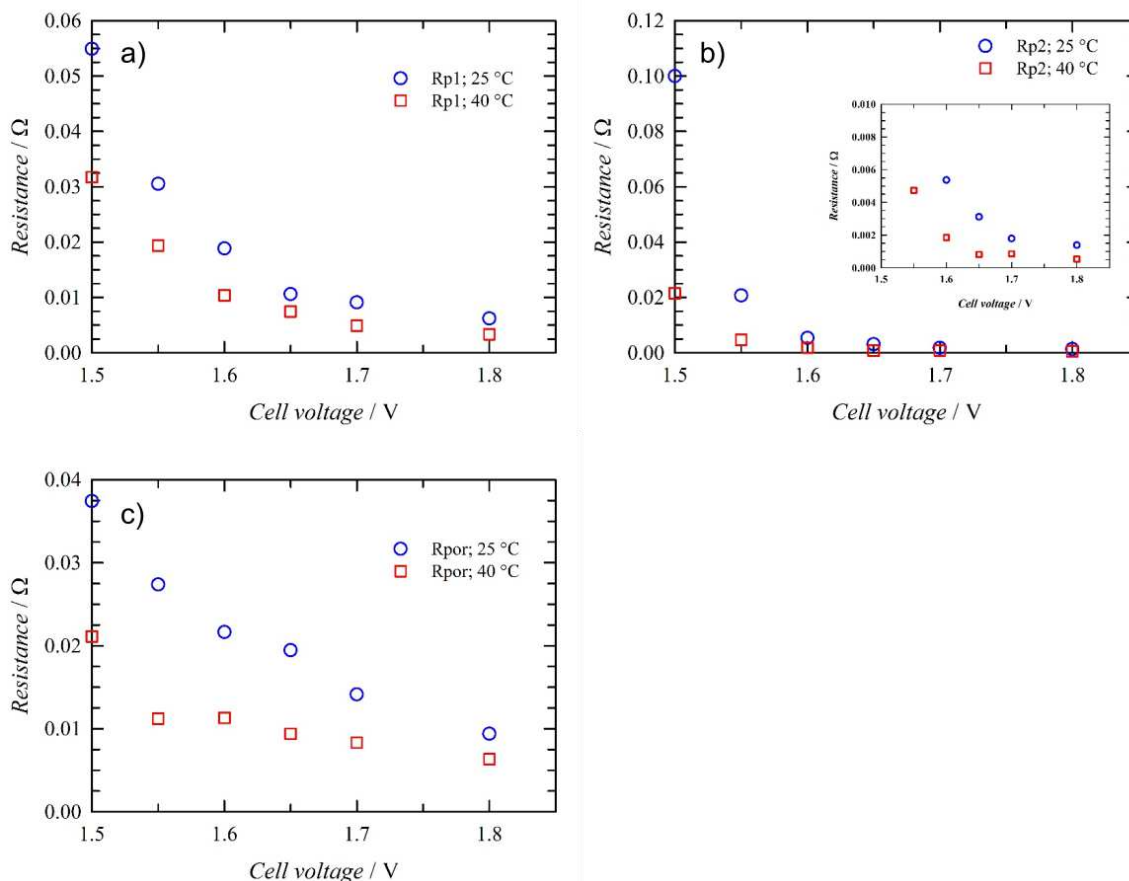 a)
Rp1; 25 °C
Rp1; 40 °C
0.06
0.05
0.04
0.03
0.02
0.01
0.00
Resistance / Ω
1.5 1.6 1.7 1.8
Cell voltage / V
b)
Rp2; 25 °C
Rp2; 40 °C
0.12
0.10
0.08
0.06
0.04
0.02
0.00
Resistance / Ω
1.5 1.6 1.7 1.8
Cell voltage / V
0.010
0.008
0.006
0.004
0.002
0.000
Resistance / Ω
1.5 1.6 1.7 1.8
Cell voltage / V
c)
Rpor; 25 °C
Rpor; 40 °C
0.04
0.03
0.02
0.01
0.00
Resistance / Ω
1.5 1.6 1.7 1.8
Cell voltage / V